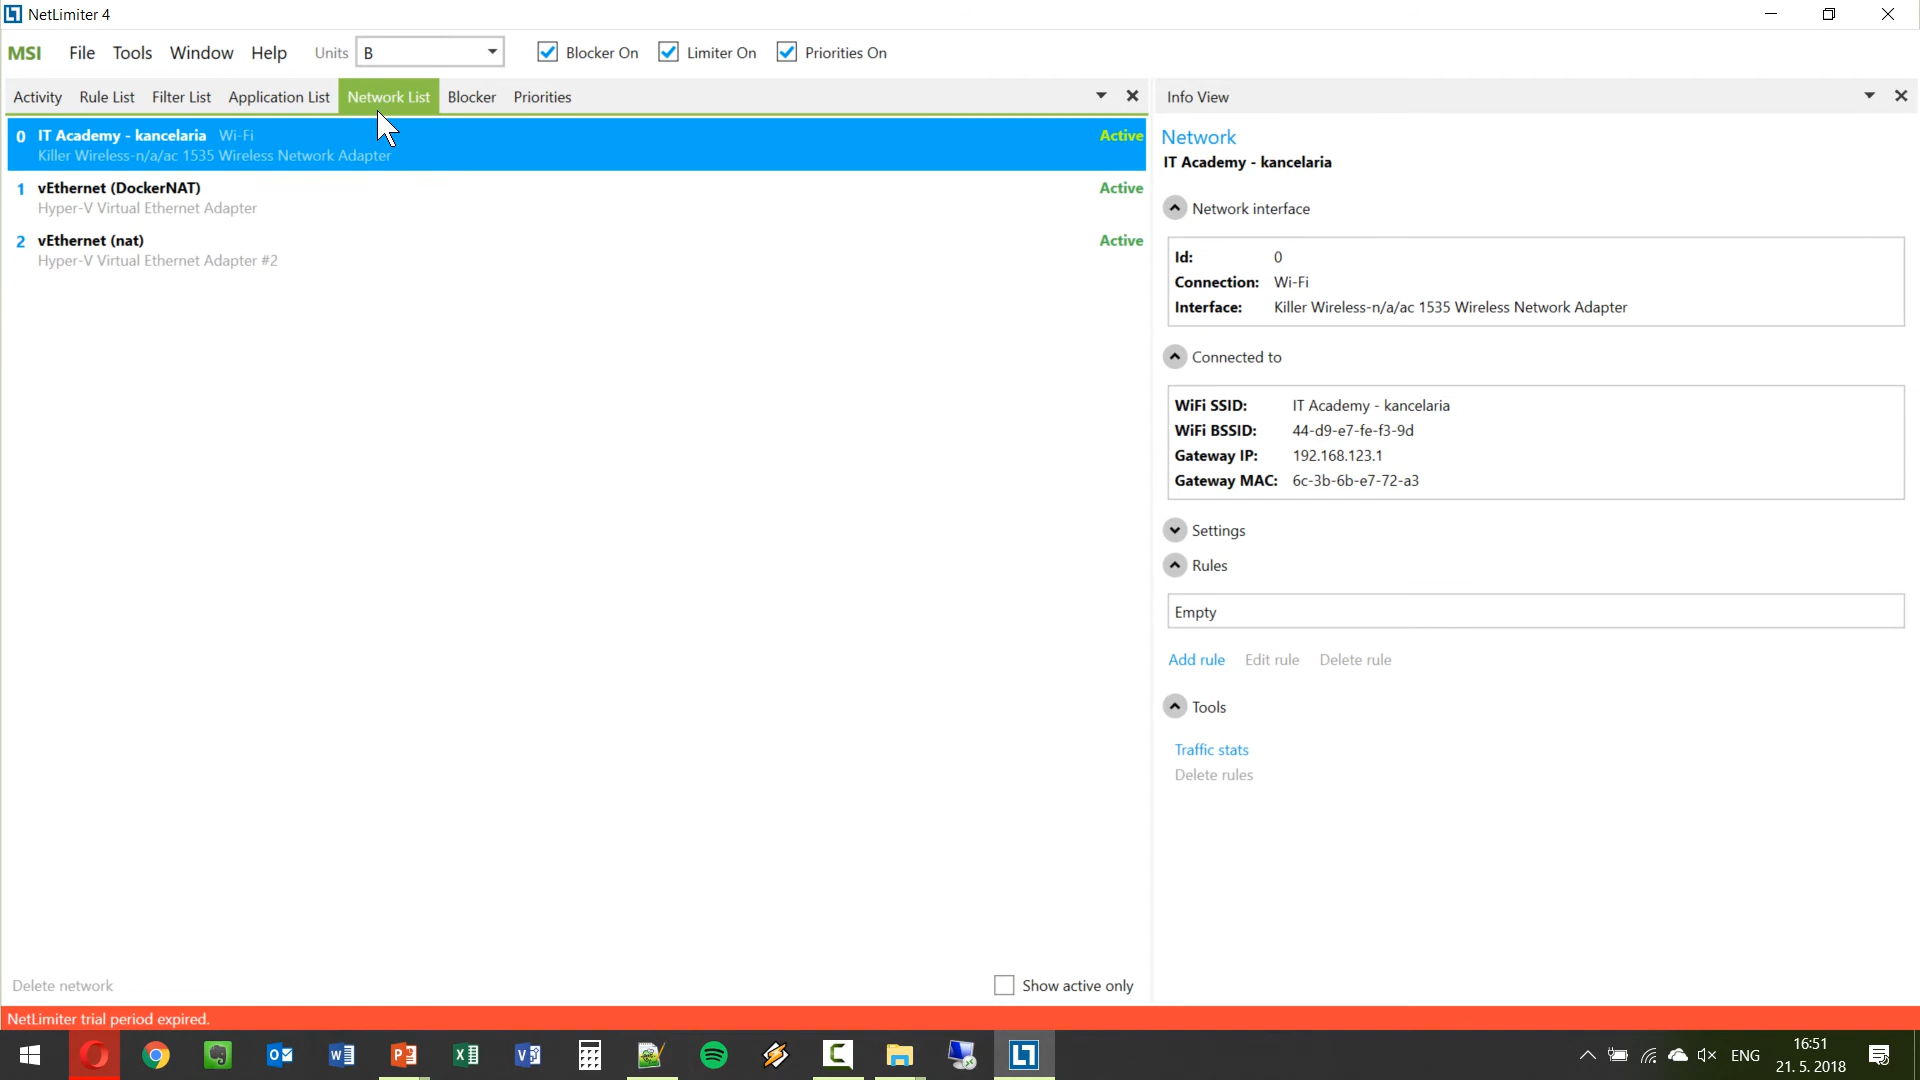 NetLimiter 4
MSI File Tools Window Help Units B Blocker On Limiter On Priorities On
Activity Rule List Filter List Application List Network List Blocker Priorities
0 IT Academy - kancelaria Wi-Fi Active
Killer Wireless-n/a/ac 1535 Wireless Network Adapter
1 vEthernet (DockerNAT) Active
Hyper-V Virtual Ethernet Adapter
2 vEthernet (nat) Active
Hyper-V Virtual Ethernet Adapter #2
Delete network Show active only
Info View
Network
IT Academy - kancelaria
Network interface
Id: 0
Connection: Wi-Fi
Interface: Killer Wireless-n/a/ac 1535 Wireless Network Adapter
Connected to
WiFi SSID: IT Academy - kancelaria
WiFi BSSID: 44-d9-e7-fe-f3-9d
Gateway IP: 192.168.123.1
Gateway MAC: 6c-3b-6b-e7-72-a3
Settings
Rules
Empty
Add rule Edit rule Delete rule
Tools
Traffic stats
Delete rules
NetLimiter trial period expired.
ENG
16:51
21. 5. 2018